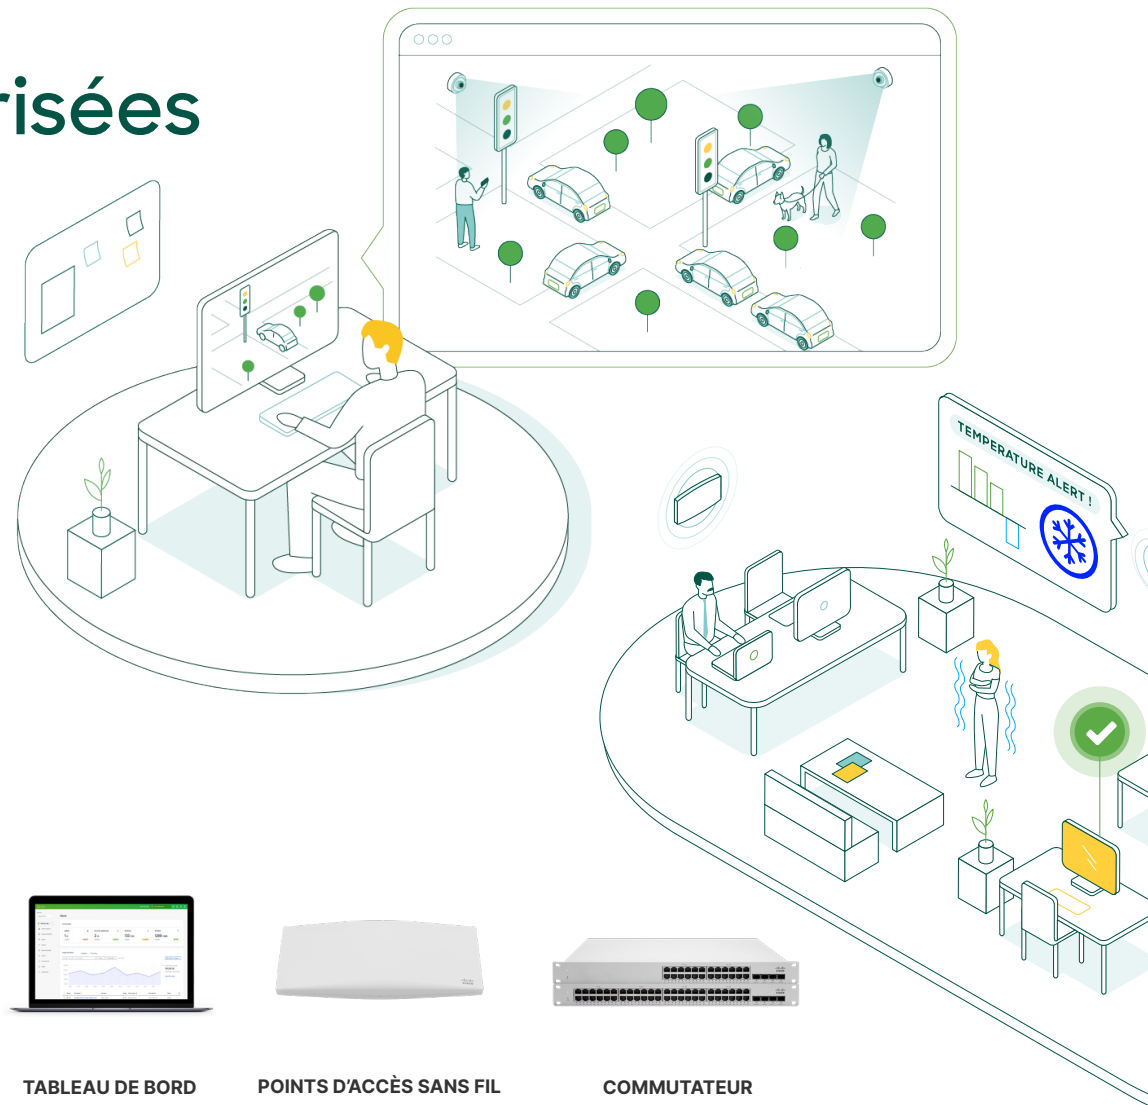 risées
TEMPERATURE ALERT !
TABLEAU DE BORD
POINTS D'ACCÈS SANS FIL
COMMUTATEUR